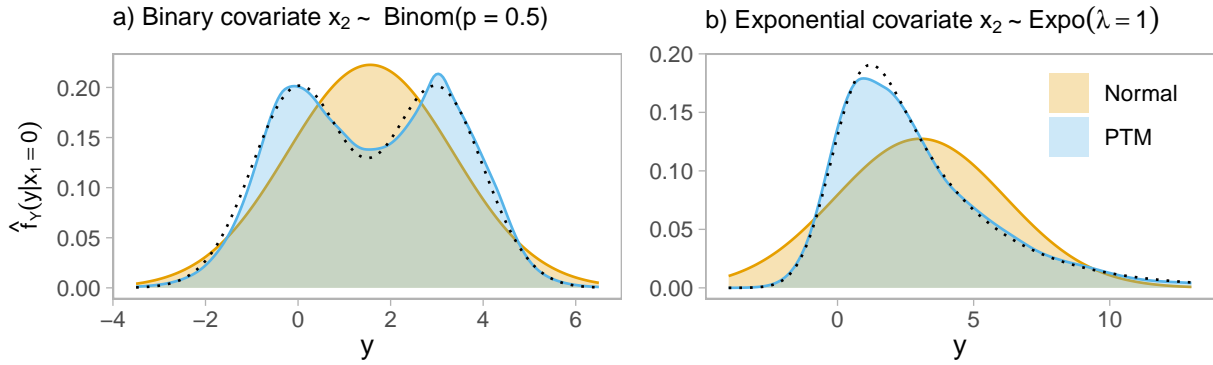 a) Binary covariate x₂ ~ Binom(p = 0.5)
f̂_Y(y|x₁ = 0)
0.20
0.15
0.10
0.05
0.00
−4 −2 0 2 4 6
y
b) Exponential covariate x₂ ~ Expo(λ = 1)
0.20
0.15
0.10
0.05
0.00
0 5 10
y
Normal
PTM